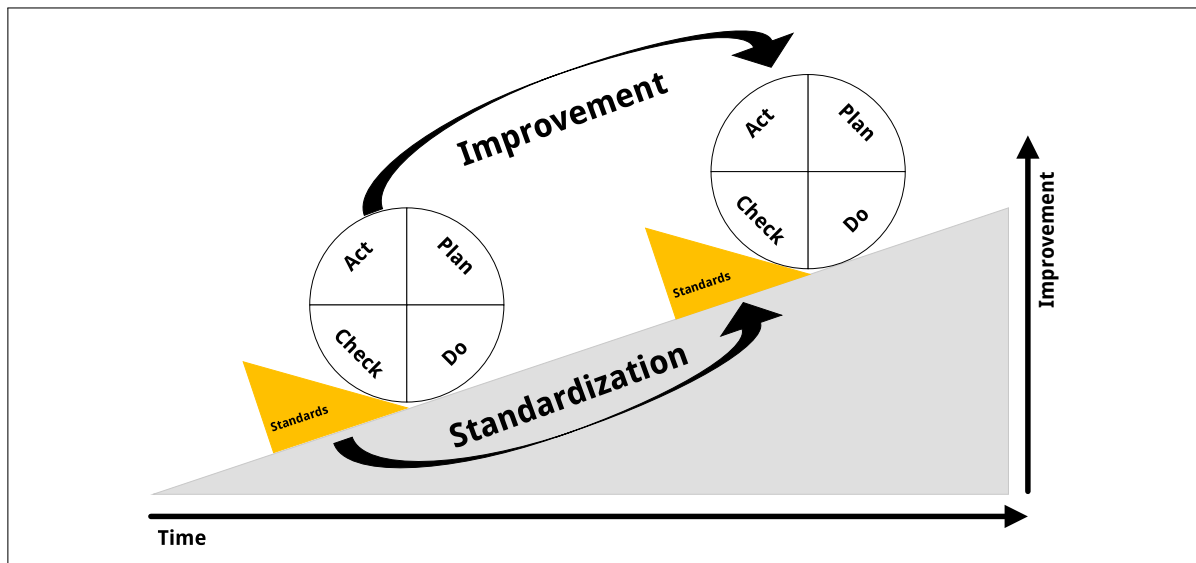 Improvement
Act
Plan
Check
Do
Standards
Improvement
Act
Plan
Check
Do
Standards
Standardization
Time